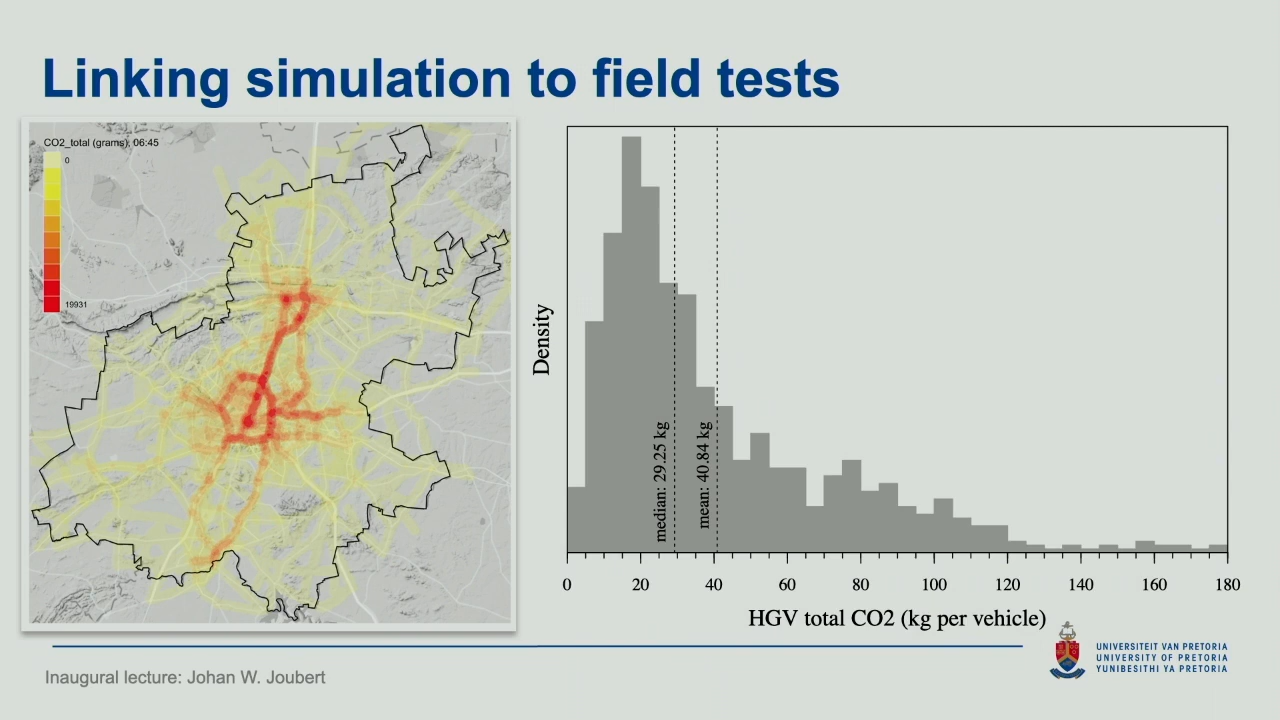 Linking simulation to field tests
CO2_total (grams), 06:45
0
19931
Density
median: 29.25 kg
mean: 40.84 kg
0 20 40 60 80 100 120 140 160 180
HGV total CO2 (kg per vehicle)
Inaugural lecture: Johan W. Joubert
UNIVERSITEIT VAN PRETORIA
UNIVERSITY OF PRETORIA
YUNIBESITHI YA PRETORIA